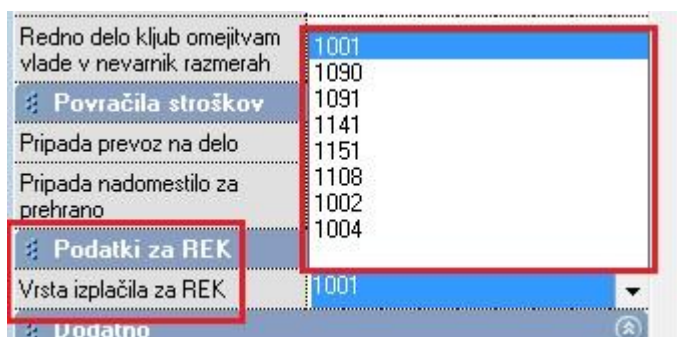 Redno delo kljub omejitvam
vlade v nevarnik razmerah
1001
1090
1091
1141
1151
1108
1002
1004
Povračila stroškov
Pripada prevoz na delo
Pripada nadomestilo za
prehrano
Podatki za REK
Vrsta izplačila za REK
1001
Dodatno